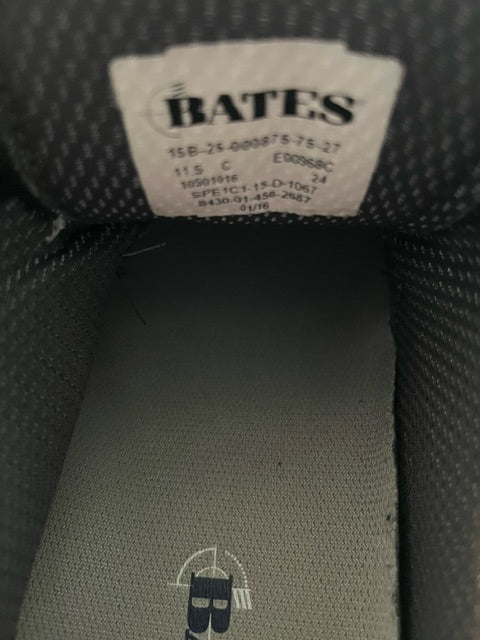 BATES
15B-25-000875-75-27
11.5 C E00968C
10501016 24
SPE1C1-15-D-1067
8430-01-456-2687
01/16
B